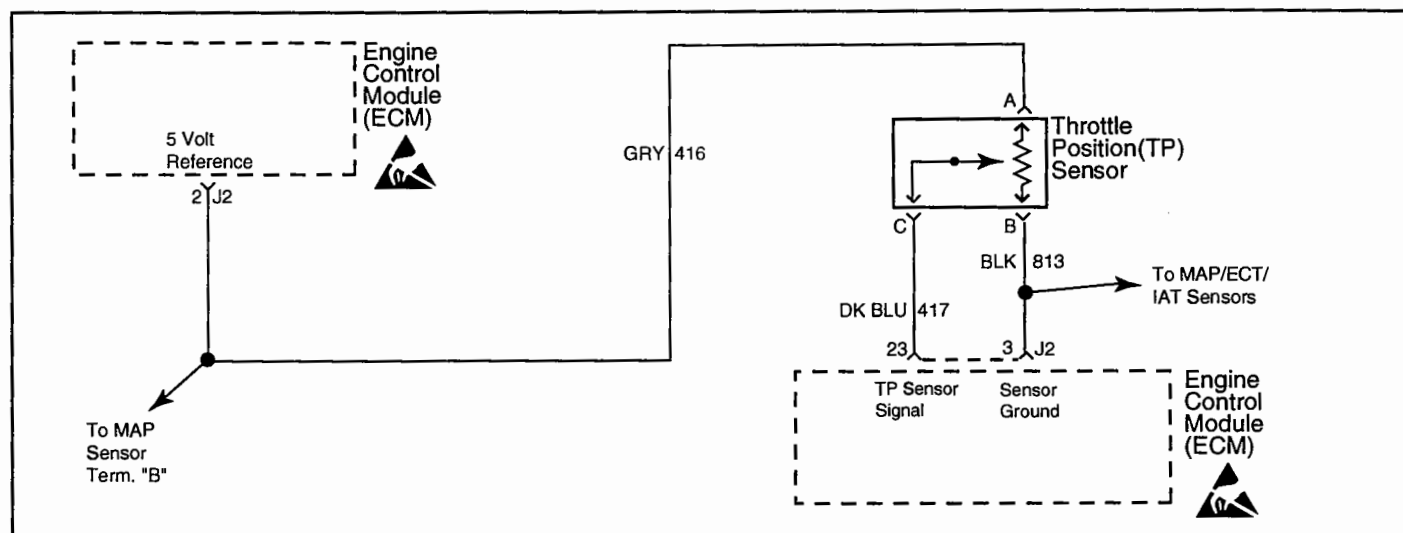 Engine
Control
Module
(ECM)
5 Volt
Reference
2 J2
GRY 416
A
Throttle
Position(TP)
Sensor
C B
BLK 813
To MAP/ECT/
IAT Sensors
DK BLU 417
23 3 J2
TP Sensor
Signal
Sensor
Ground
Engine
Control
Module
(ECM)
To MAP
Sensor
Term. "B"